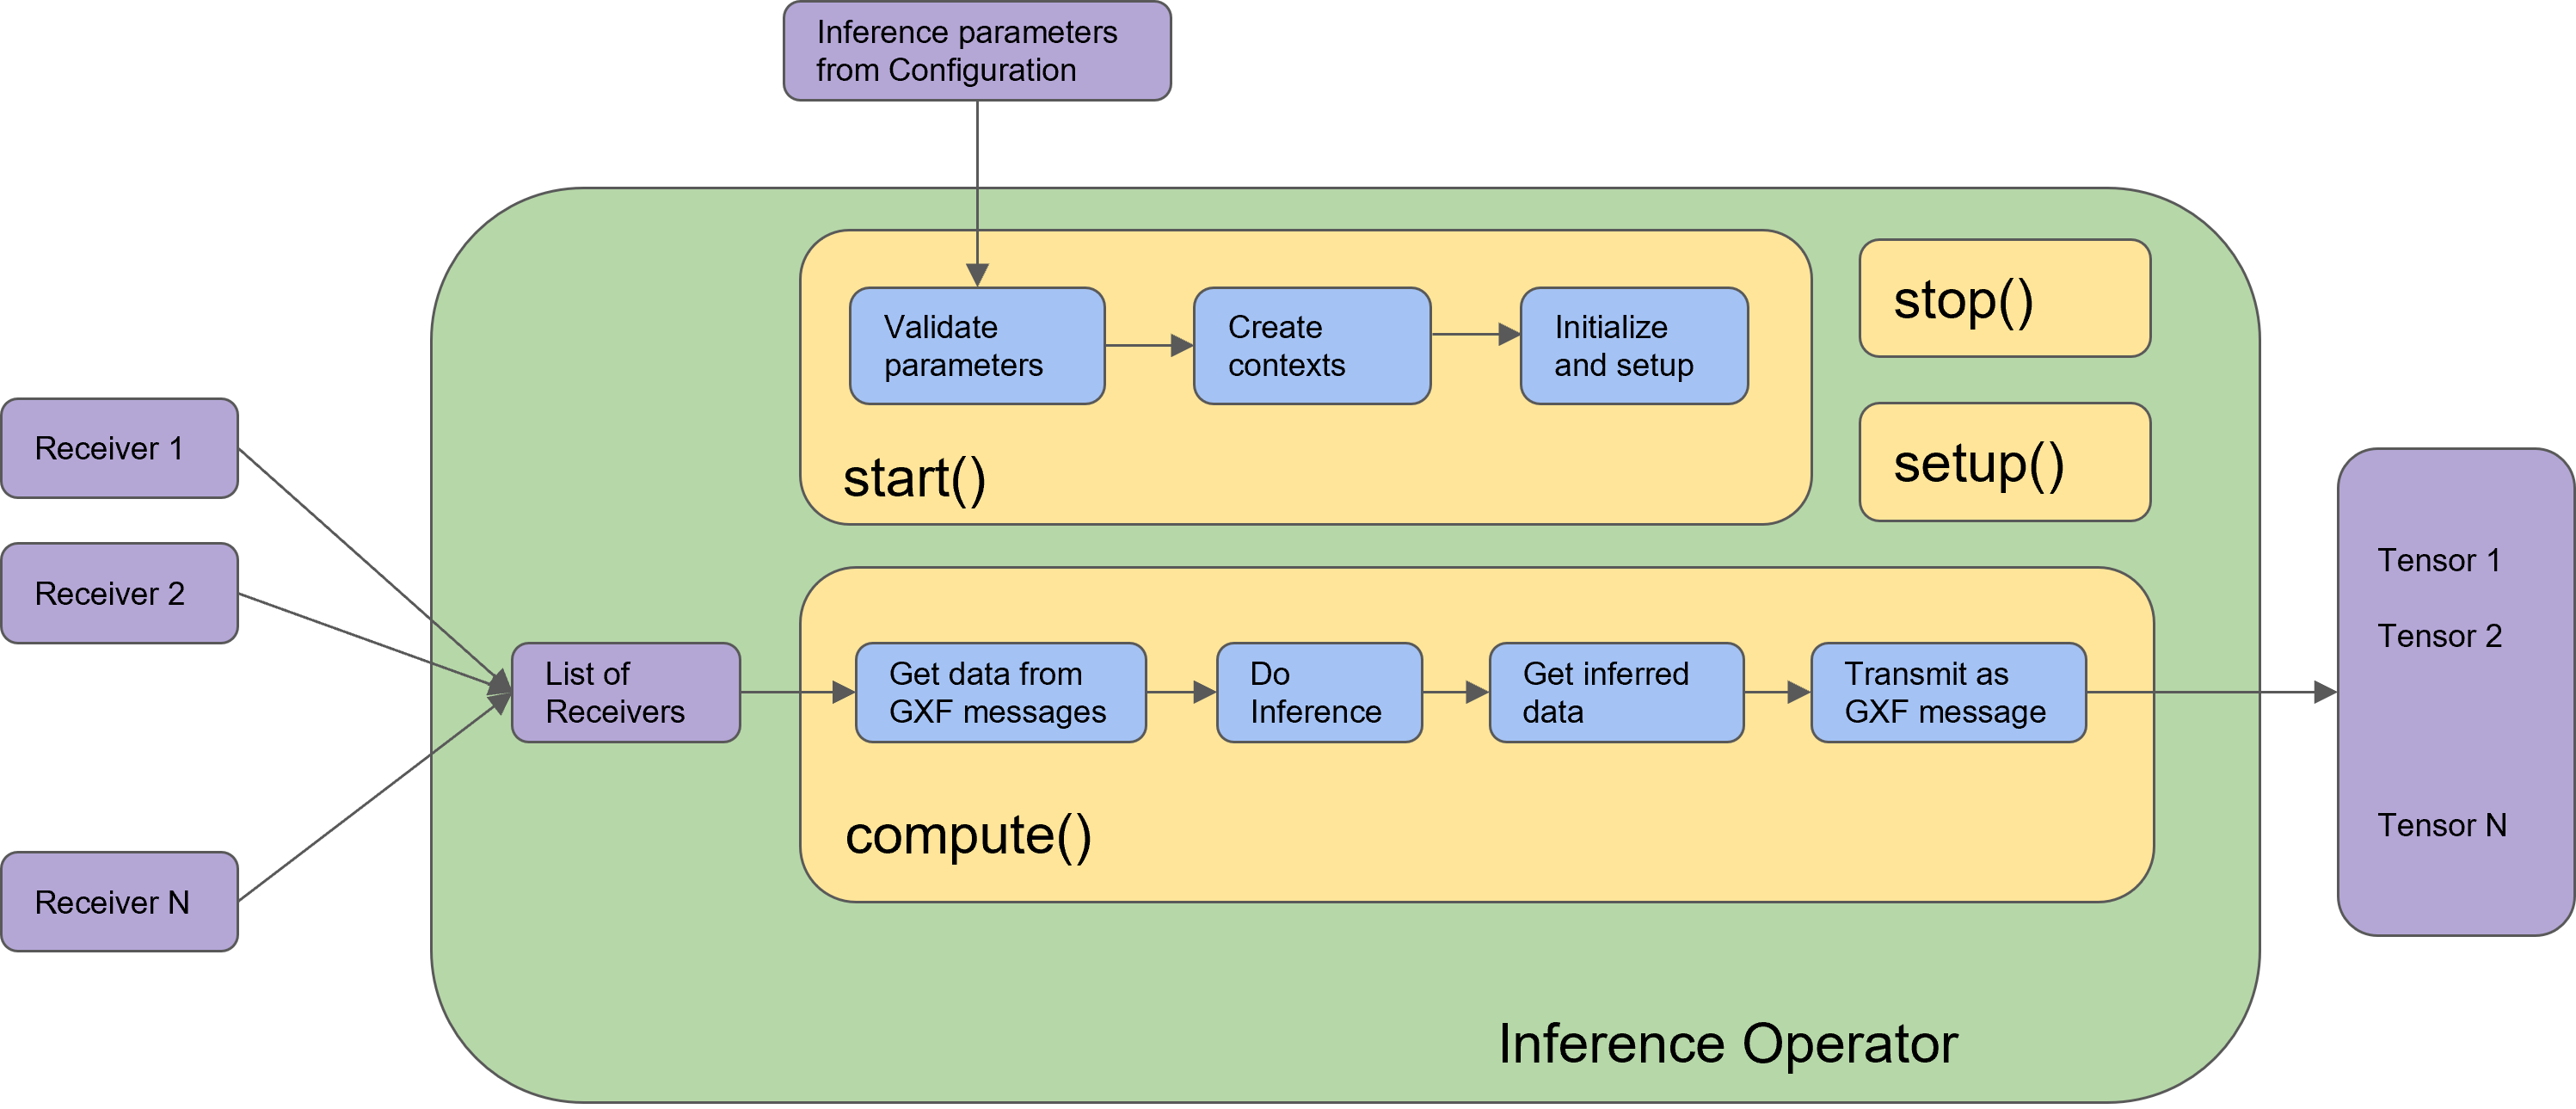 Inference parameters
from Configuration
Validate
parameters
Create
contexts
Initialize
and setup
start()
stop()
setup()
Receiver 1
Receiver 2
Receiver N
List of
Receivers
Get data from
GXF messages
Do
Inference
Get inferred
data
Transmit as
GXF message
compute()
Tensor 1
Tensor 2
Tensor N
Inference Operator